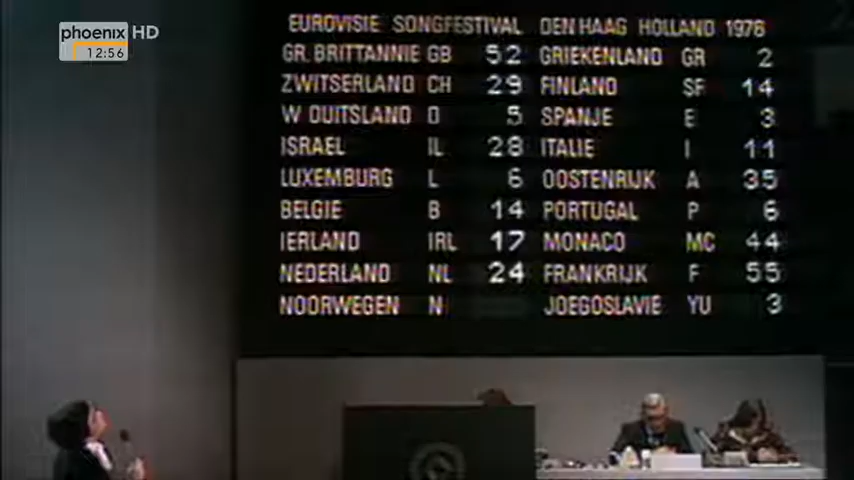 phoenix HD
12:56
EUROVISIE SONGFESTIVAL DEN HAAG HOLLAND 1976
GR. BRITTANNIE GB 52 GRIEKENLAND GR 2
ZWITSERLAND CH 29 FINLAND SF 14
W DUITSLAND D 5 SPANJE E 3
ISRAEL IL 28 ITALIE I 11
LUXEMBURG L 6 OOSTENRIJK A 35
BELGIE B 14 PORTUGAL P 6
IERLAND IRL 17 MONACO MC 44
NEDERLAND NL 24 FRANKRIJK F 55
NOORWEGEN N JOEGOSLAVIE YU 3